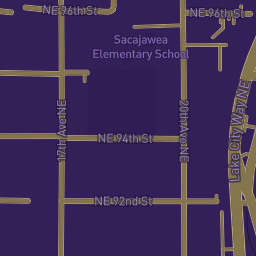 NE 96th St
NE 96th St
Sacajawea
Elementary School
17th Ave NE
20th Ave NE
Lake City Way NE
NE 94th St
NE 92nd St